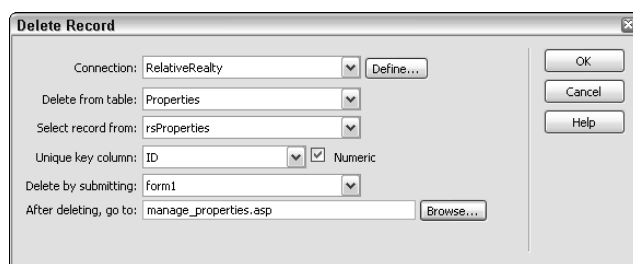 Delete Record
Connection: RelativeRealty Define... OK
Delete from table: Properties Cancel
Select record from: rsProperties Help
Unique key column: ID Numeric
Delete by submitting: form1
After deleting, go to: manage_properties.asp Browse...